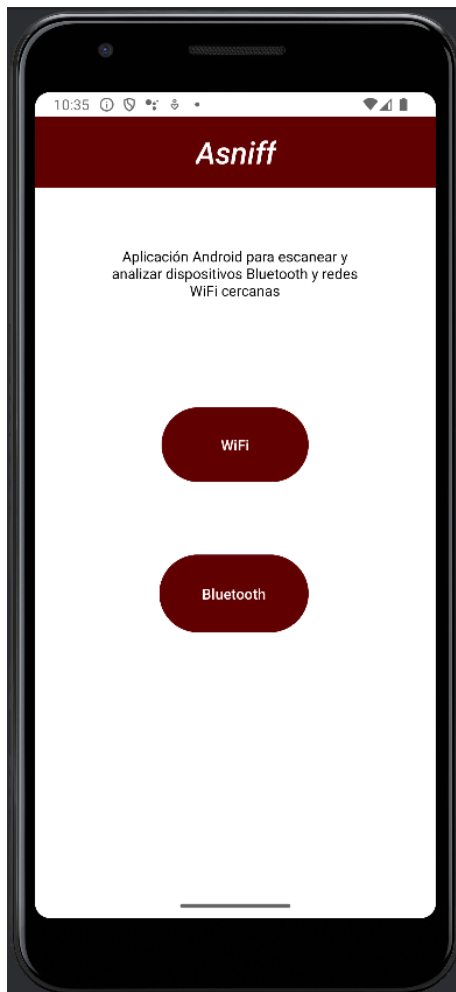 10:35
Asniff
Aplicación Android para escanear y
analizar dispositivos Bluetooth y redes
WiFi cercanas
WiFi
Bluetooth